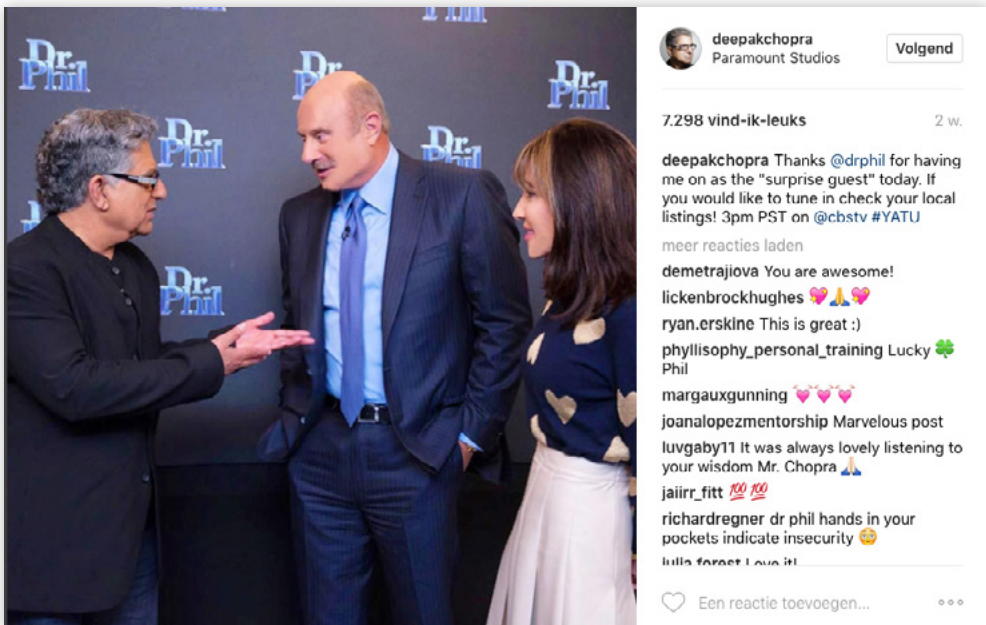 Dr.
Phil
Dr.
Phil
Dr.
Phil
Dr.
Phil
Dr.
Phil
Dr.
Phil
deepakchopra
Paramount Studios
Volgend
7.298 vind-ik-leuks
2 w.
deepakchopra Thanks @drphil for having
me on as the "surprise guest" today. If
you would like to tune in check your local
listings! 3pm PST on @cbstv #YATU
meer reacties laden
demetrajiova You are awesome!
lickenbrockhughes 💖🙏💖
ryan.erskine This is great :)
phyllisophy_personal_training Lucky 🍀
Phil
margauxgunning 💓💓💓
joanalopezmentorship Marvelous post
luvgaby11 It was always lovely listening to
your wisdom Mr. Chopra 🙏🏻
jaiirr_fitt 💯💯
richardregner dr phil hands in your
pockets indicate insecurity 😳
julia.forest Love it!
Een reactie toevoegen...